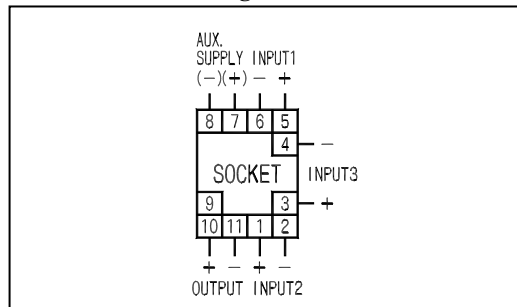 AUX.
SUPPLY INPUT1
(−)(+) − +
8 7 6 5
4 −
SOCKET INPUT3
9 3 +
10 11 1 2
+ − + −
OUTPUT INPUT2